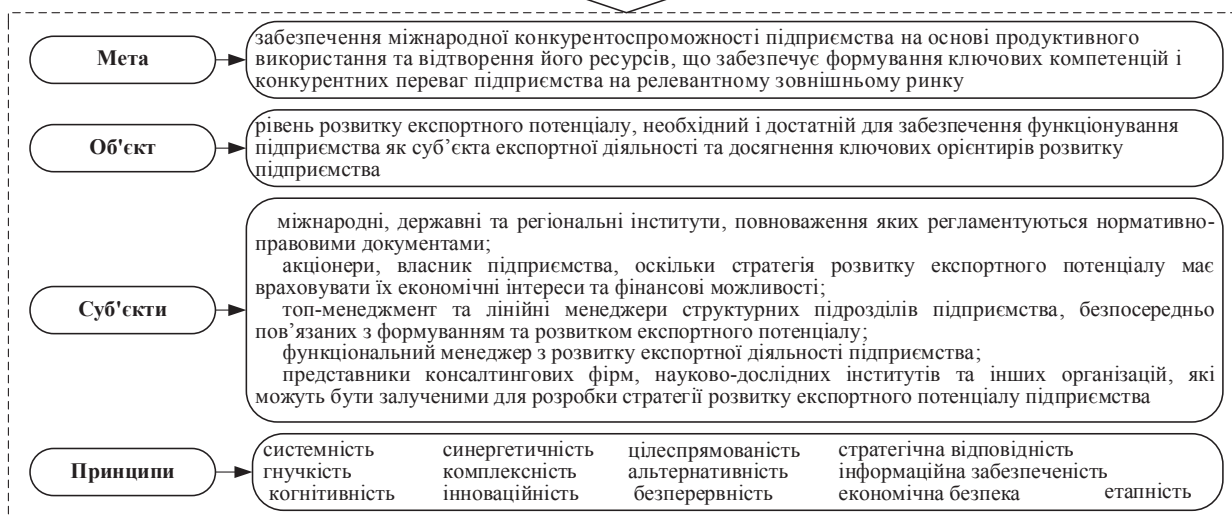 Мета
забезпечення міжнародної конкурентоспроможності підприємства на основі продуктивного
використання та відтворення його ресурсів, що забезпечує формування ключових компетенцій і
конкурентних переваг підприємства на релевантному зовнішньому ринку
Об'єкт
рівень розвитку експортного потенціалу, необхідний і достатній для забезпечення функціонування
підприємства як суб’єкта експортної діяльності та досягнення ключових орієнтирів розвитку
підприємства
Суб'єкти
міжнародні, державні та регіональні інститути, повноваження яких регламентуються нормативно-
правовими документами;
акціонери, власник підприємства, оскільки стратегія розвитку експортного потенціалу має
враховувати їх економічні інтереси та фінансові можливості;
топ-менеджмент та лінійні менеджери структурних підрозділів підприємства, безпосередньо
пов’язаних з формуванням та розвитком експортного потенціалу;
функціональний менеджер з розвитку експортної діяльності підприємства;
представники консалтингових фірм, науково-дослідних інститутів та інших організацій, які
можуть бути залученими для розробки стратегії розвитку експортного потенціалу підприємства
Принципи
системність синергетичність цілеспрямованість стратегічна відповідність
гнучкість комплексність альтернативність інформаційна забезпеченість
когнітивність інноваційність безперервність економічна безпека етапність